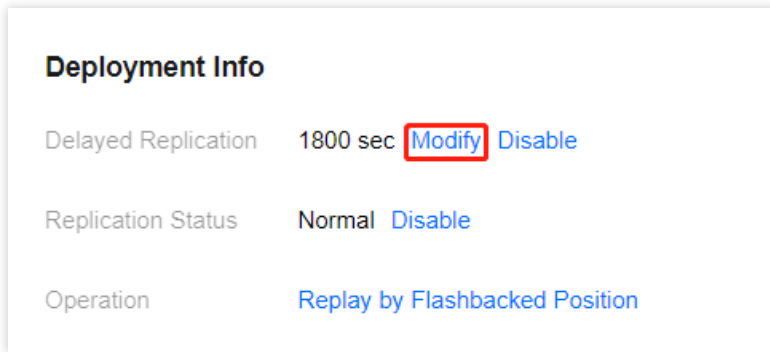 Deployment Info
Delayed Replication 1800 sec Modify Disable
Replication Status Normal Disable
Operation Replay by Flashbacked Position